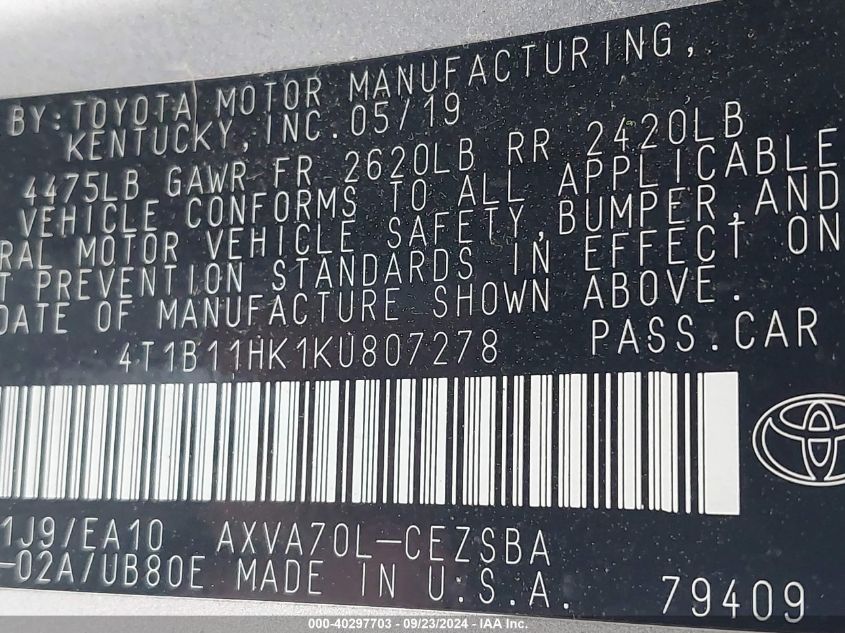 BY:TOYOTA MOTOR MANUFACTURING,
KENTUCKY,INC.05/19
4475LB GAWR FR 2620LB RR 2420LB
VEHICLE CONFORMS TO ALL APPLICABLE
RAL MOTOR VEHICLE SAFETY,BUMPER,AND
T PREVENTION STANDARDS IN EFFECT ON
DATE OF MANUFACTURE SHOWN ABOVE.
4T1B11HK1KU807278 PASS.CAR
1J9/EA10 AXVA70L-CEZSBA
-02A/UB80E MADE IN U.S.A. 79409
000-40297703 - 09/23/2024 - IAA Inc.